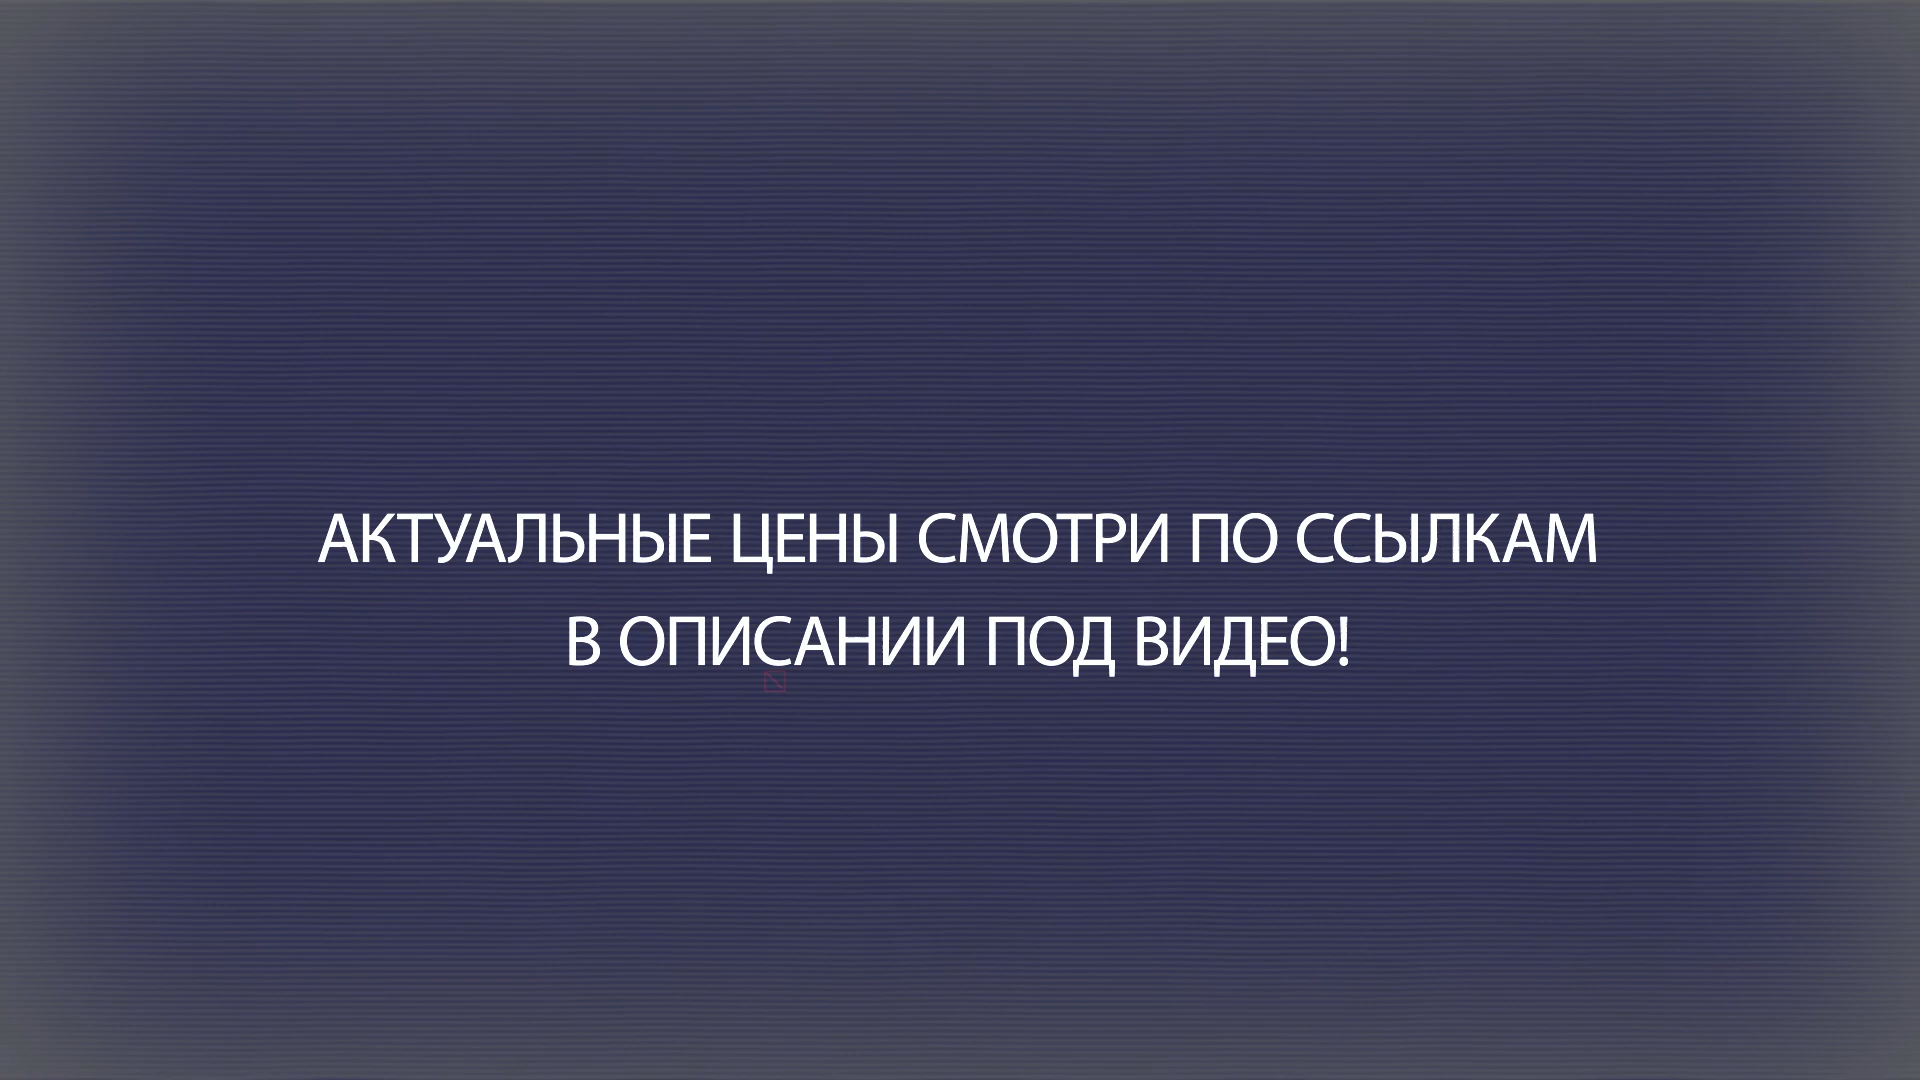 АКТУАЛЬНЫЕ ЦЕНЫ СМОТРИ ПО ССЫЛКАМ
В ОПИСАНИИ ПОД ВИДЕО!